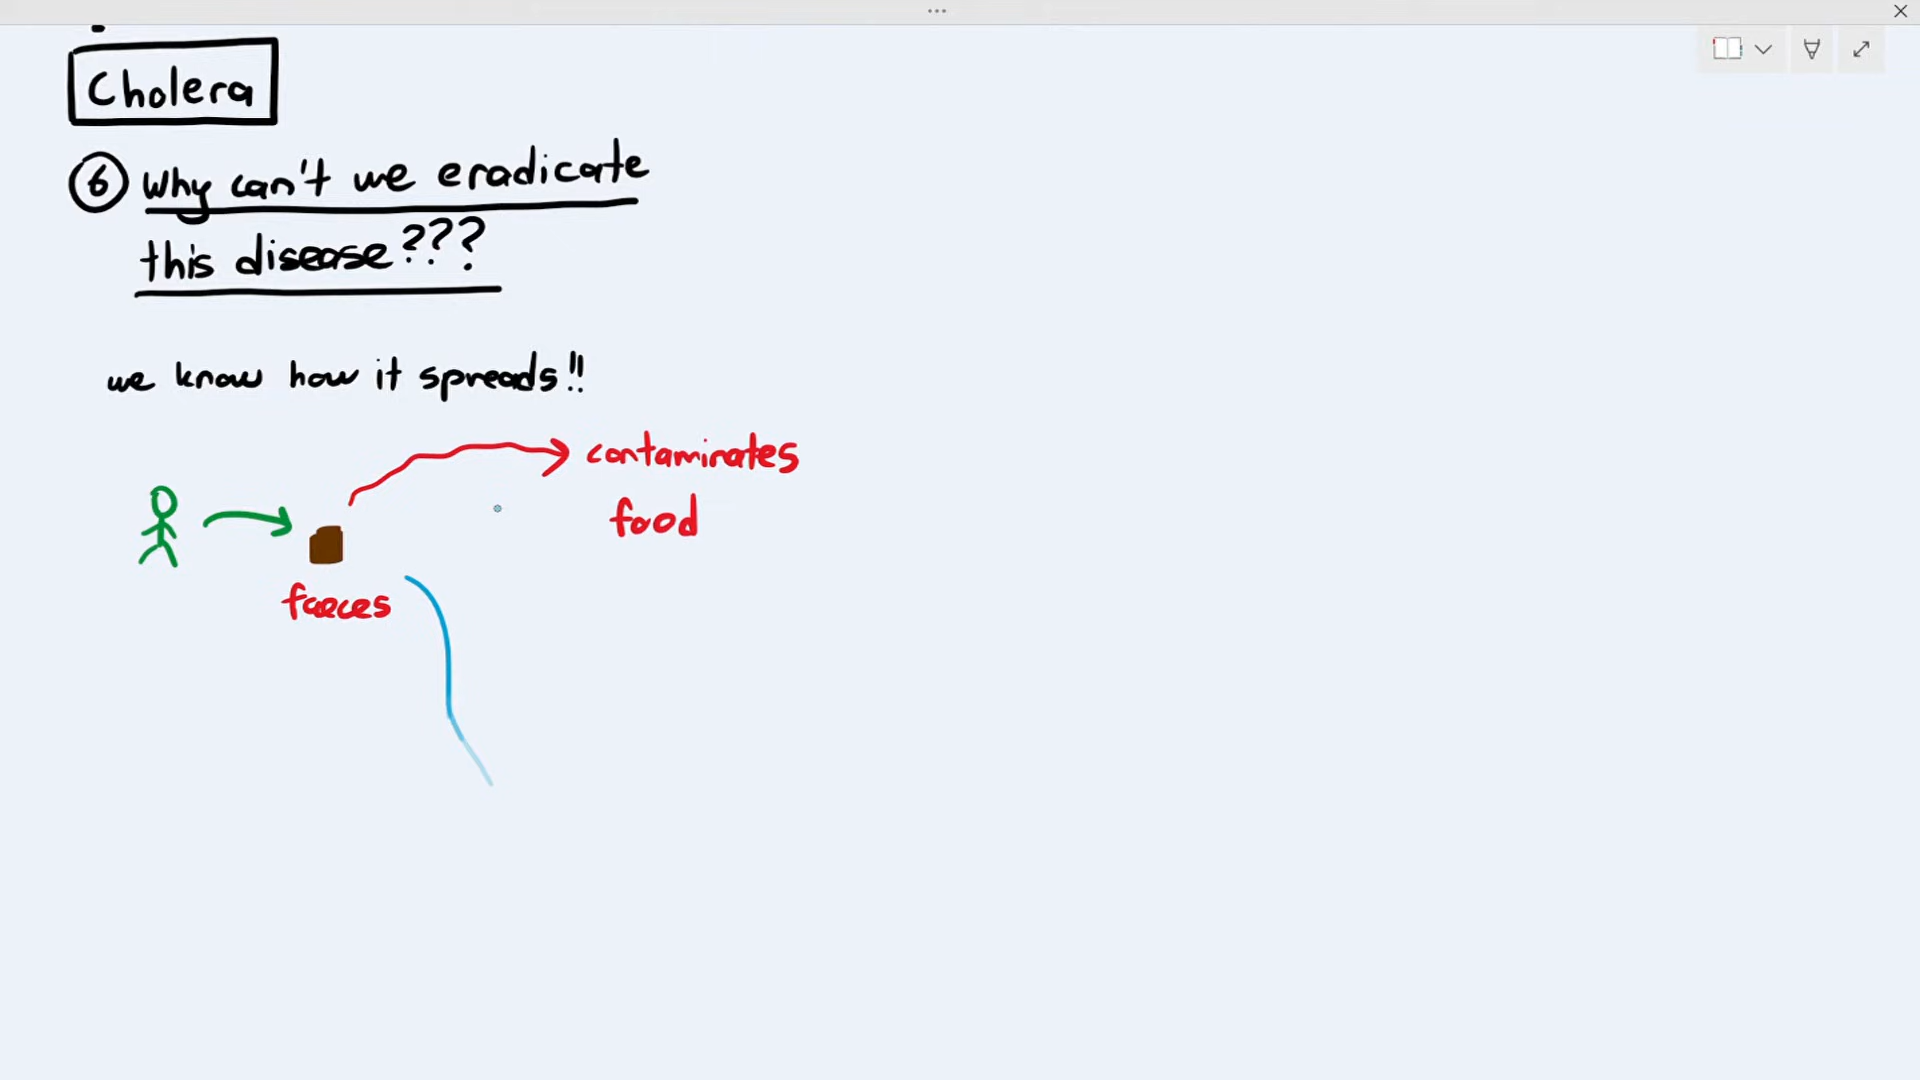 Cholera
6 Why can't we eradicate
this disease???
we know how it spreads!!
contaminates
food
faeces